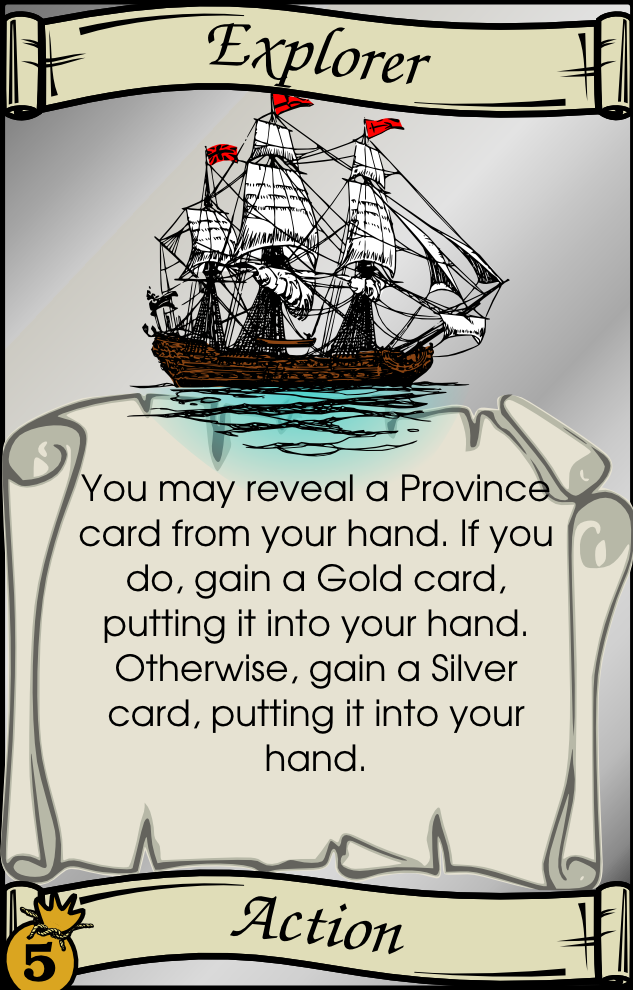 Explorer
You may reveal a Province
card from your hand. If you
do, gain a Gold card,
putting it into your hand.
Otherwise, gain a Silver
card, putting it into your
hand.
Action
5